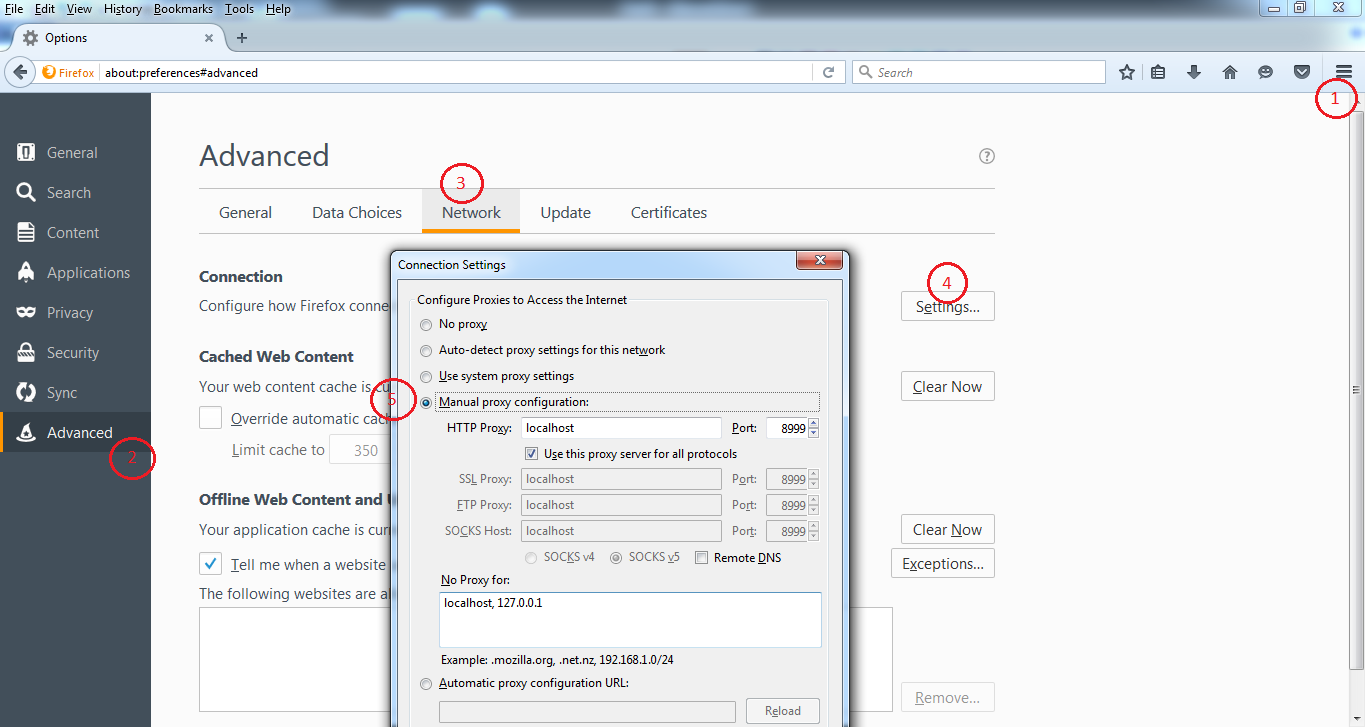 File Edit View History Bookmarks Tools Help
Options
Firefox about:preferences#advanced Search
1
General
Search
Content
Applications
Privacy
Security
Sync
Advanced
2
Advanced
3
General Data Choices Network Update Certificates
Connection
Configure how Firefox conne
4
Settings...
Cached Web Content
Your web content cache is cu
Clear Now
Override automatic cac
Limit cache to 350
Offline Web Content and U
Your application cache is curr
Clear Now
Tell me when a website
Exceptions...
The following websites are al
Remove...
Connection Settings
Configure Proxies to Access the Internet
No proxy
Auto-detect proxy settings for this network
Use system proxy settings
5
Manual proxy configuration:
HTTP Proxy: localhost Port: 8999
Use this proxy server for all protocols
SSL Proxy: localhost Port: 8999
FTP Proxy: localhost Port: 8999
SOCKS Host: localhost Port: 8999
SOCKS v4 SOCKS v5 Remote DNS
No Proxy for:
localhost, 127.0.0.1
Example: .mozilla.org, .net.nz, 192.168.1.0/24
Automatic proxy configuration URL:
Reload